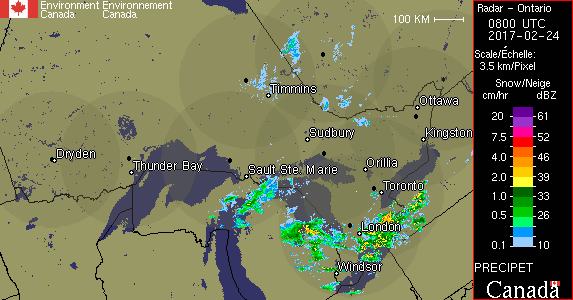 Environment Environnement
Canada Canada
100 KM
Timmins
Ottawa
Sudbury
Kingston
Dryden
Thunder Bay
Sault Ste. Marie
Orillia
Toronto
London
Windsor
Radar - Ontario
0800 UTC
2017-02-24
Scale/Échelle:
3.5 km/Pixel
Snow/Neige
cm/hr dBZ
20 61
7.5 52
4.0 46
2.0 39
1.0 33
0.5 26
0.1 10
PRECIPET
Canada